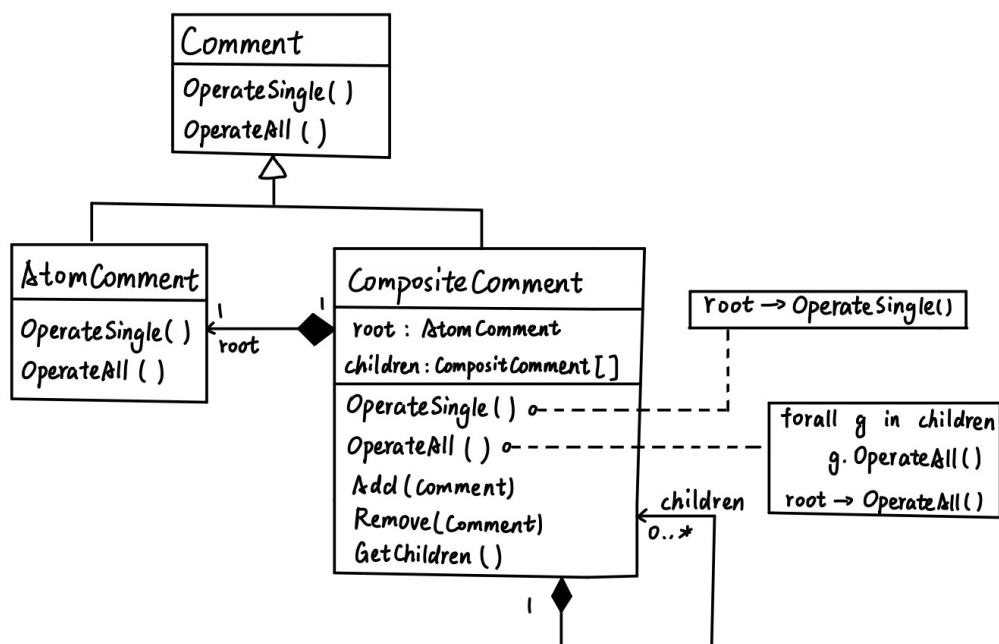 Comment
OperateSingle()
OperateAll()
AtomComment
OperateSingle()
OperateAll()
1
root
1
CompositeComment
root : AtomComment
children : CompositComment[]
OperateSingle()
OperateAll()
Add(Comment)
Remove(Comment)
GetChildren()
root → OperateSingle()
forall g in children
g. OperateAll()
root → OperateAll()
children
0..*
1